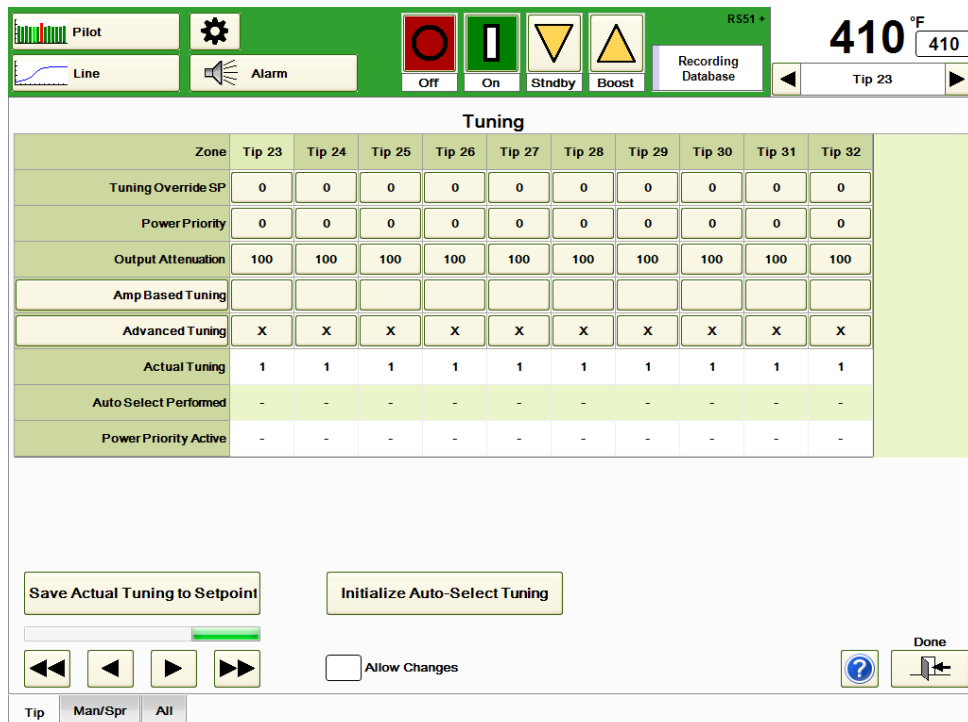 Pilot
RS51 +
410 °F 410
Line
Alarm
Off On Stndby Boost
Recording
Database
Tip 23
Tuning
Zone Tip 23 Tip 24 Tip 25 Tip 26 Tip 27 Tip 28 Tip 29 Tip 30 Tip 31 Tip 32
Tuning Override SP 0 0 0 0 0 0 0 0 0 0
Power Priority 0 0 0 0 0 0 0 0 0 0
Output Attenuation 100 100 100 100 100 100 100 100 100 100
Amp Based Tuning
Advanced Tuning X X X X X X X X X X
Actual Tuning 1 1 1 1 1 1 1 1 1 1
Auto Select Performed - - - - - - - - - -
Power Priority Active - - - - - - - - - -
Save Actual Tuning to Setpoint Initialize Auto-Select Tuning
Allow Changes
?
Done
Tip Man/Spr All